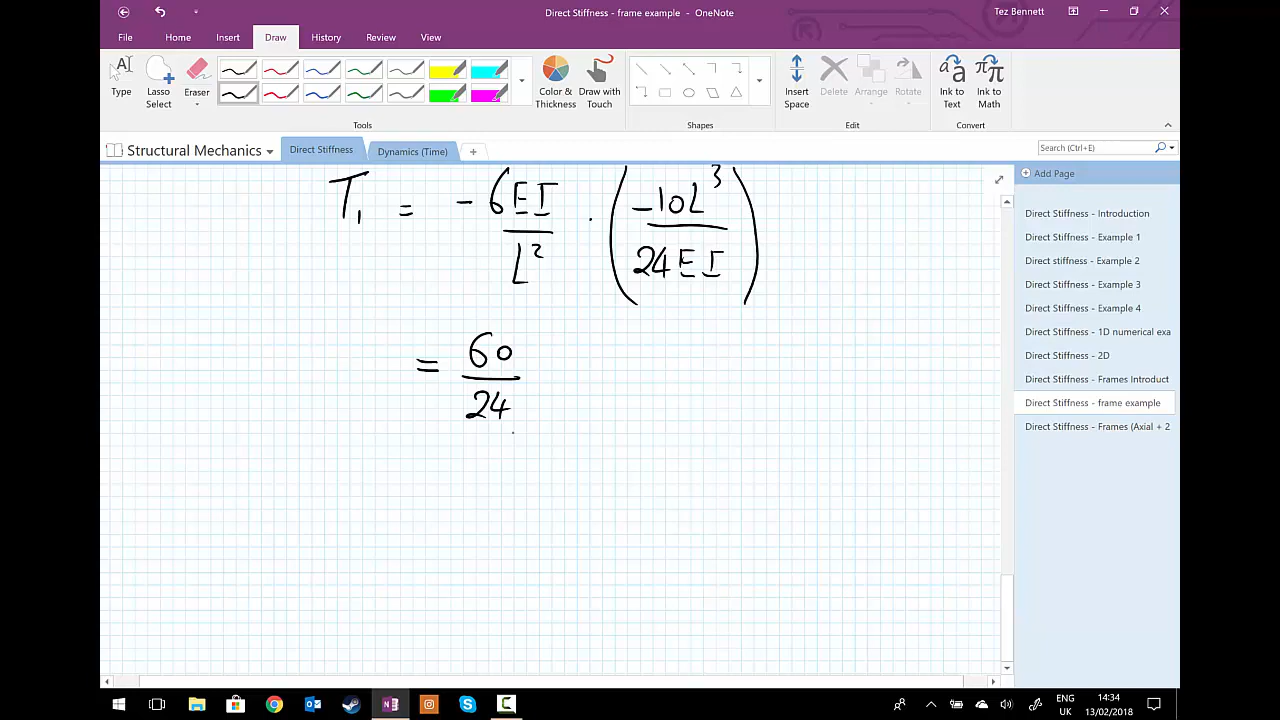 Direct Stiffness - frame example - OneNote
Tez Bennett
File Home Insert Draw History Review View
Type
Lasso Select
Eraser
Color & Thickness
Draw with Touch
Insert Space
Delete
Arrange
Rotate
Ink to Text
Ink to Math
Tools
Shapes
Edit
Convert
Structural Mechanics
Direct Stiffness
Dynamics (Time)
+
Search (Ctrl+E)
Add Page
Direct Stiffness - Introduction
Direct Stiffness - Example 1
Direct stiffness - Example 2
Direct Stiffness - Example 3
Direct Stiffness - Example 4
Direct Stiffness - 1D numerical exa
Direct Stiffness - 2D
Direct Stiffness - Frames Introduct
Direct Stiffness - frame example
Direct Stiffness - Frames (Axial + 2
T₁ = - 6EI / L² . ( -10L³ / 24EI )
= 60 / 24
ENG
UK
14:34
13/02/2018